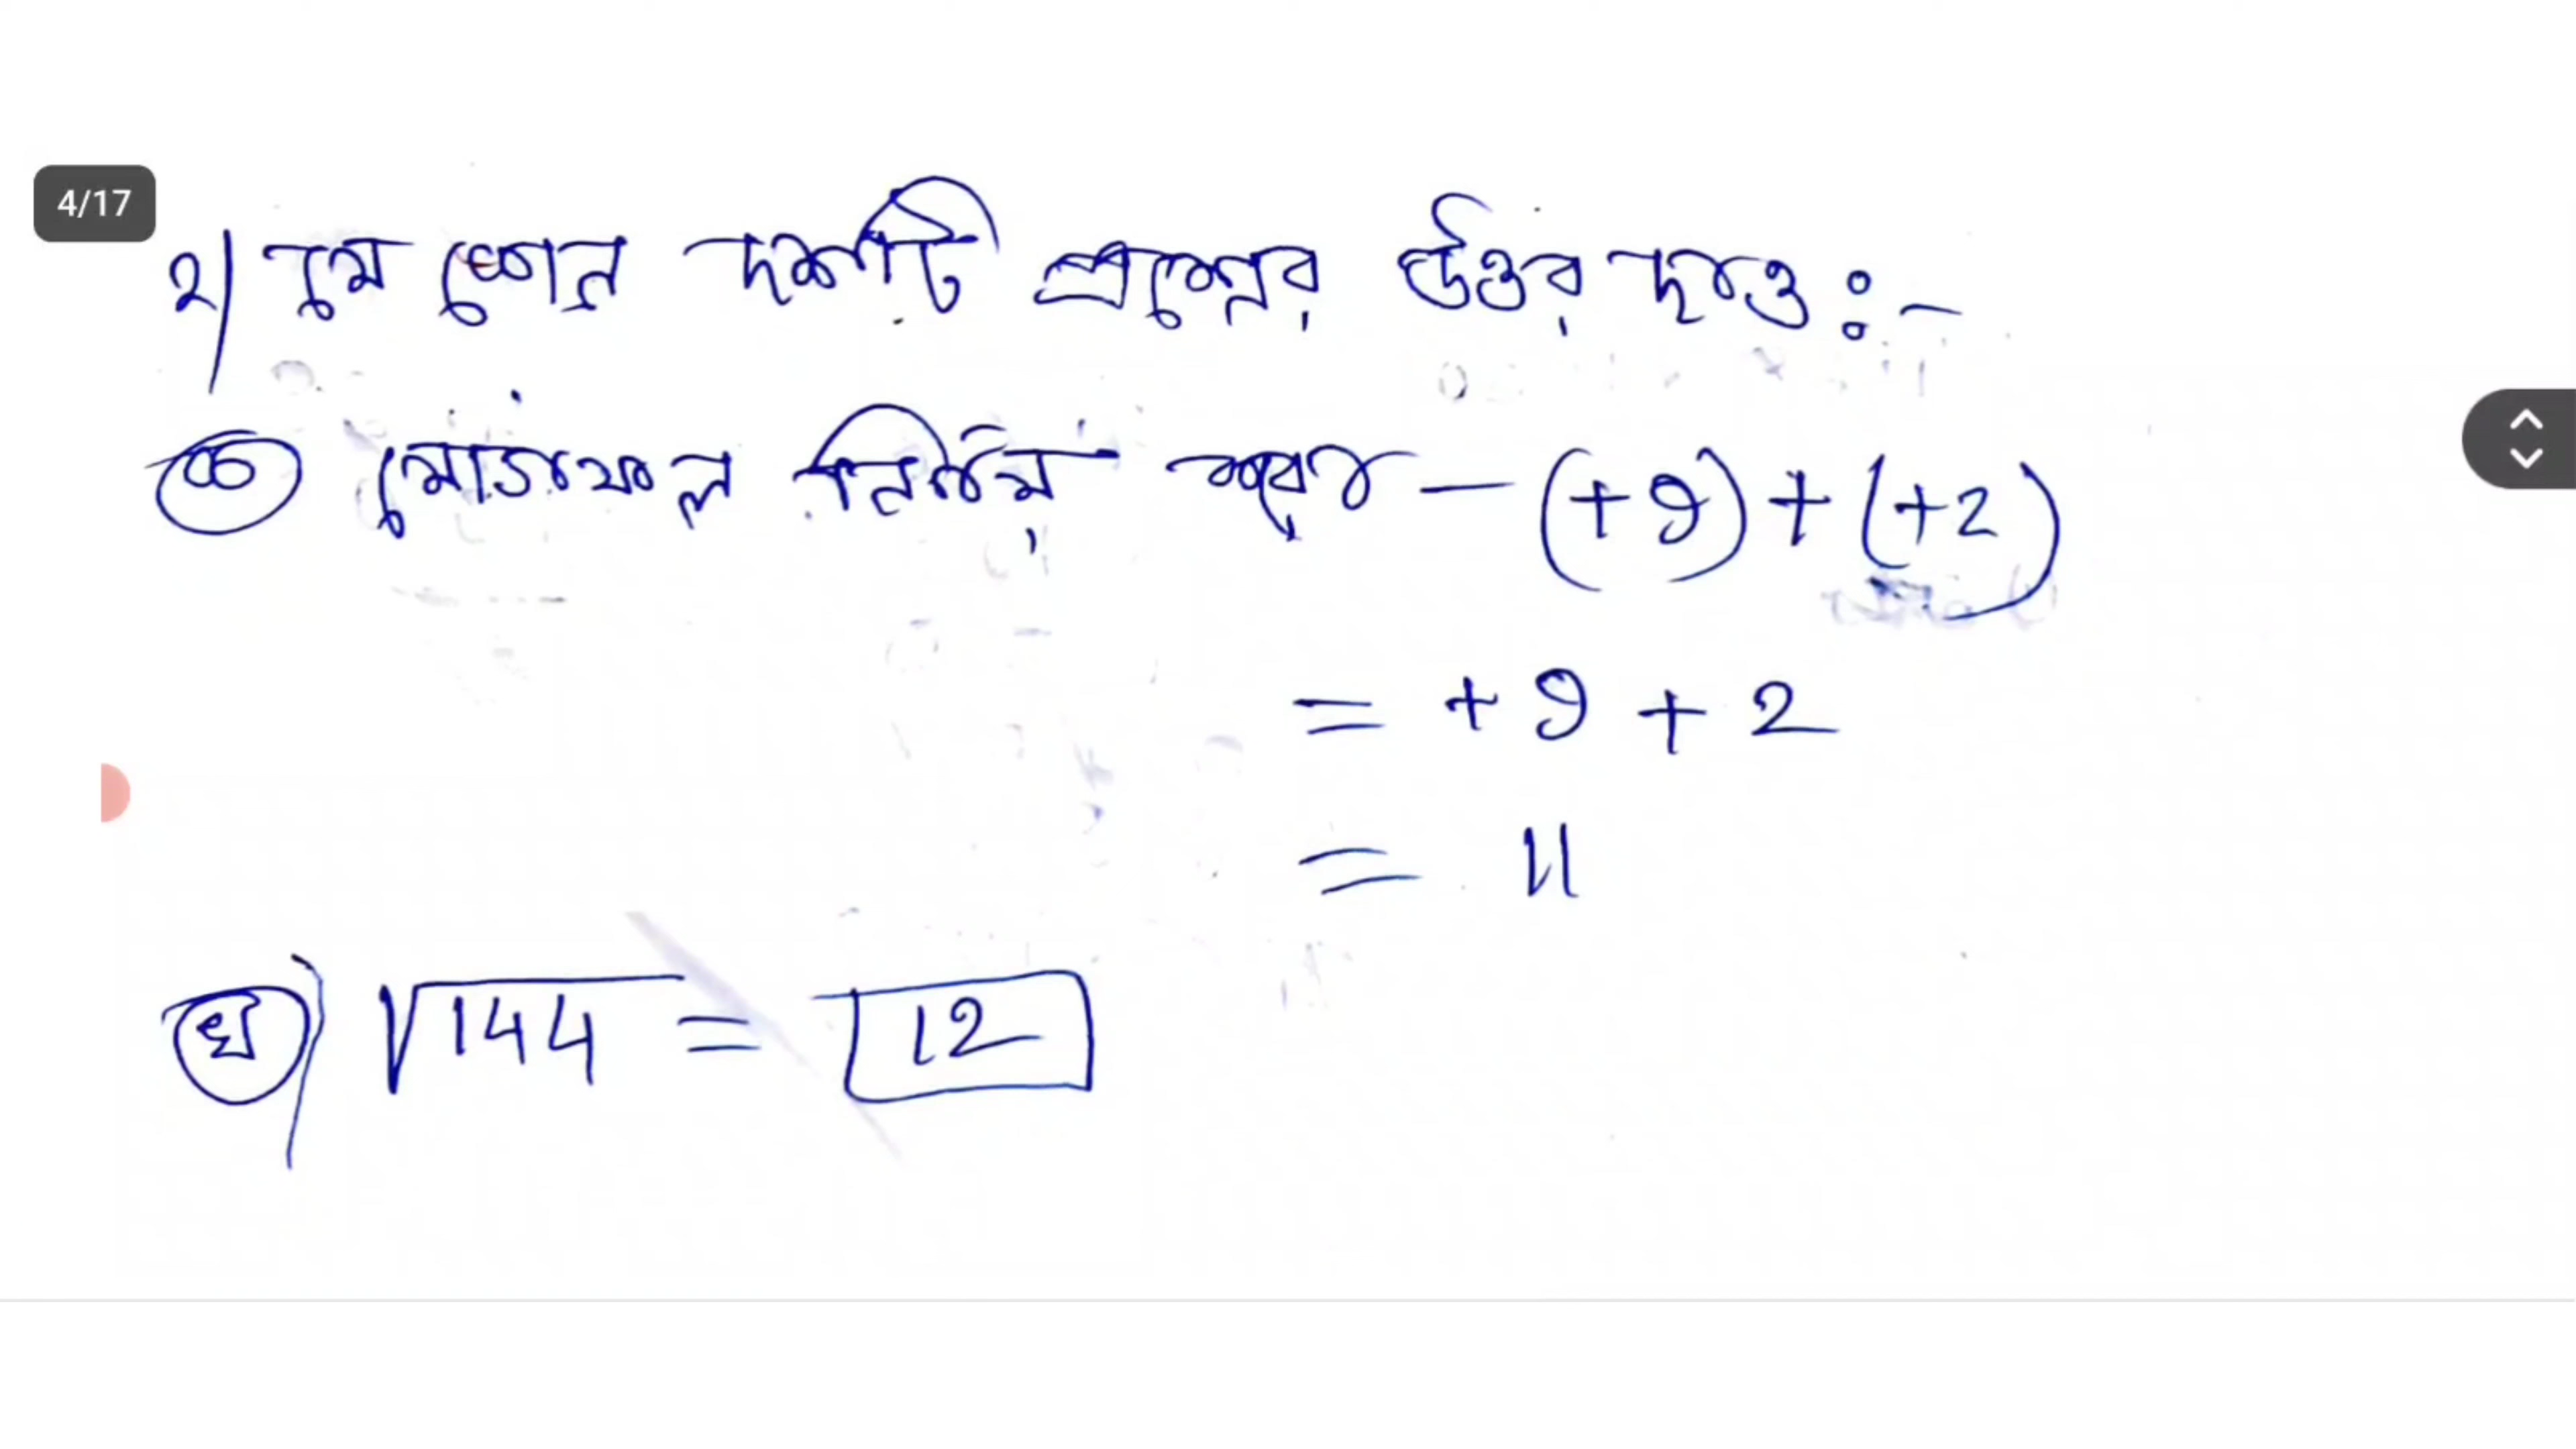 4/17
২) যে কোন দশটি প্রশ্নের উত্তর দাও :-
ক যোগফল নির্ণয় কর - (+9) + (+2)
= +9 + 2
= 11
খ) √144 = 12